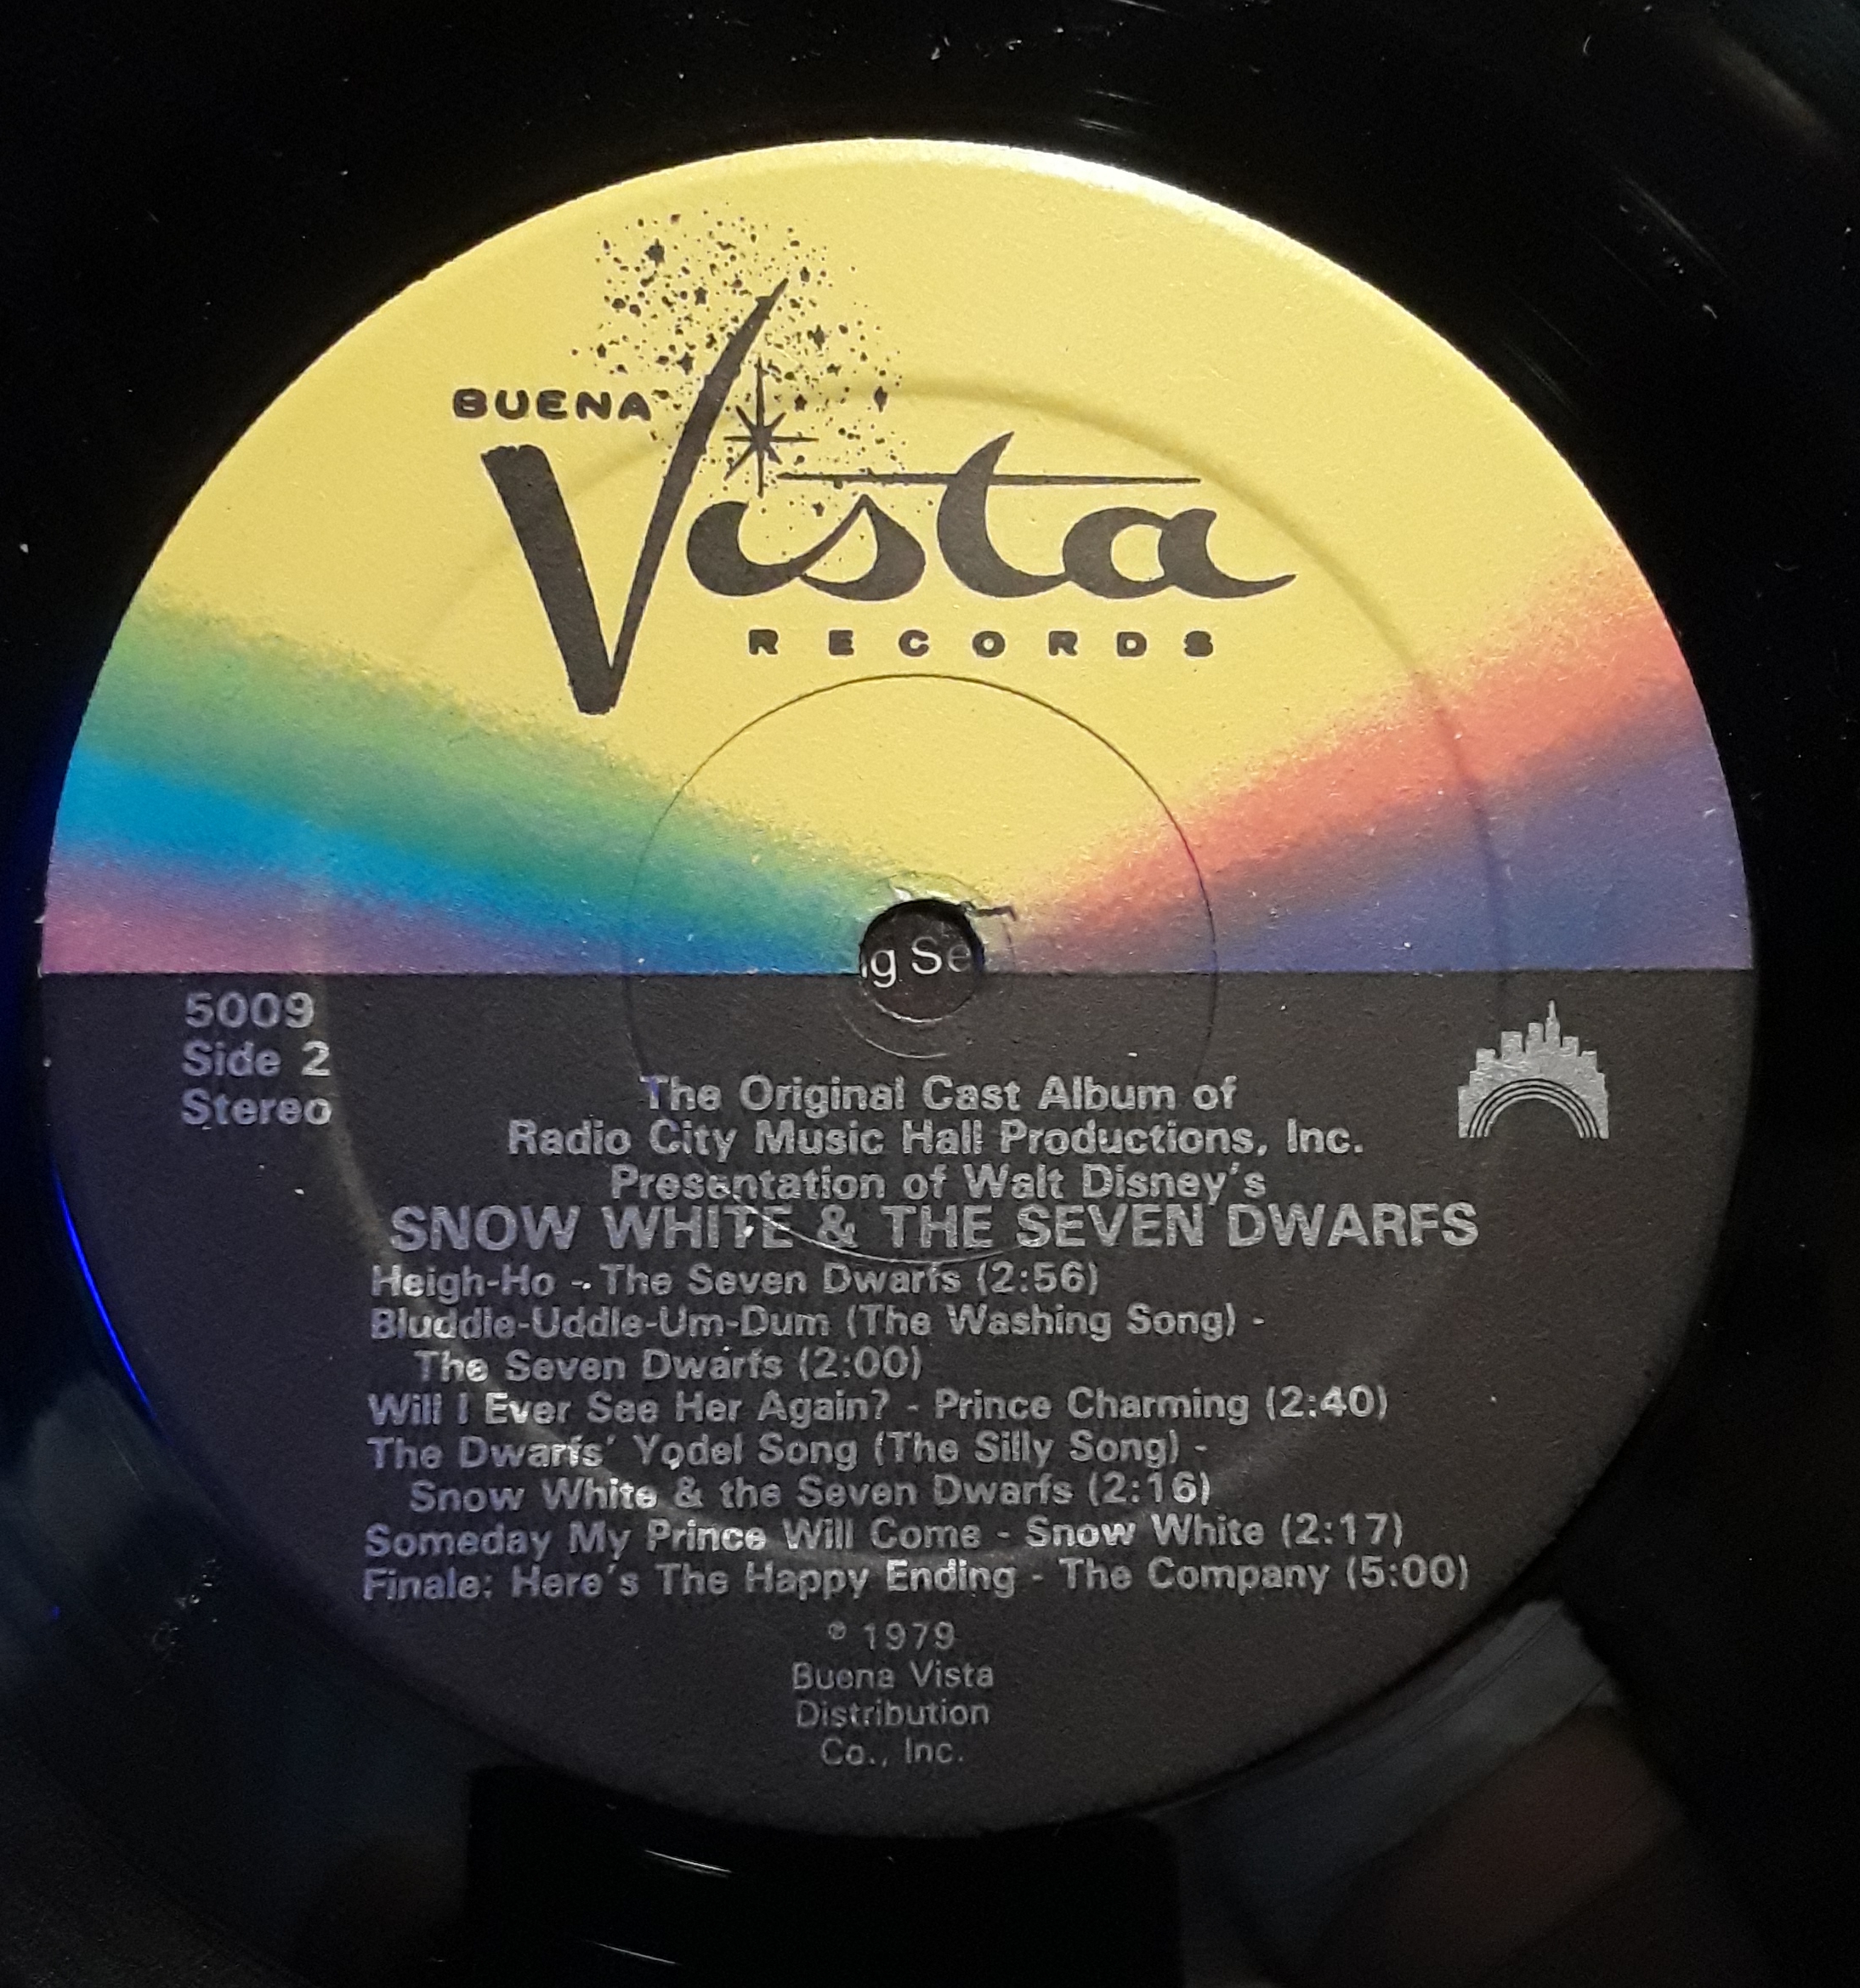 BUENA
Vista
RECORDS
ig Se
5009
Side 2
Stereo
The Original Cast Album of
Radio City Music Hall Productions, Inc.
Presentation of Walt Disney's
SNOW WHITE & THE SEVEN DWARFS
Heigh-Ho - The Seven Dwarfs (2:56)
Bluddle-Uddle-Um-Dum (The Washing Song) -
The Seven Dwarfs (2:00)
Will I Ever See Her Again? - Prince Charming (2:40)
The Dwarfs' Yodel Song (The Silly Song) -
Snow White & the Seven Dwarfs (2:16)
Someday My Prince Will Come - Snow White (2:17)
Finale: Here's The Happy Ending - The Company (5:00)
℗ 1979
Buena Vista
Distribution
Co., Inc.